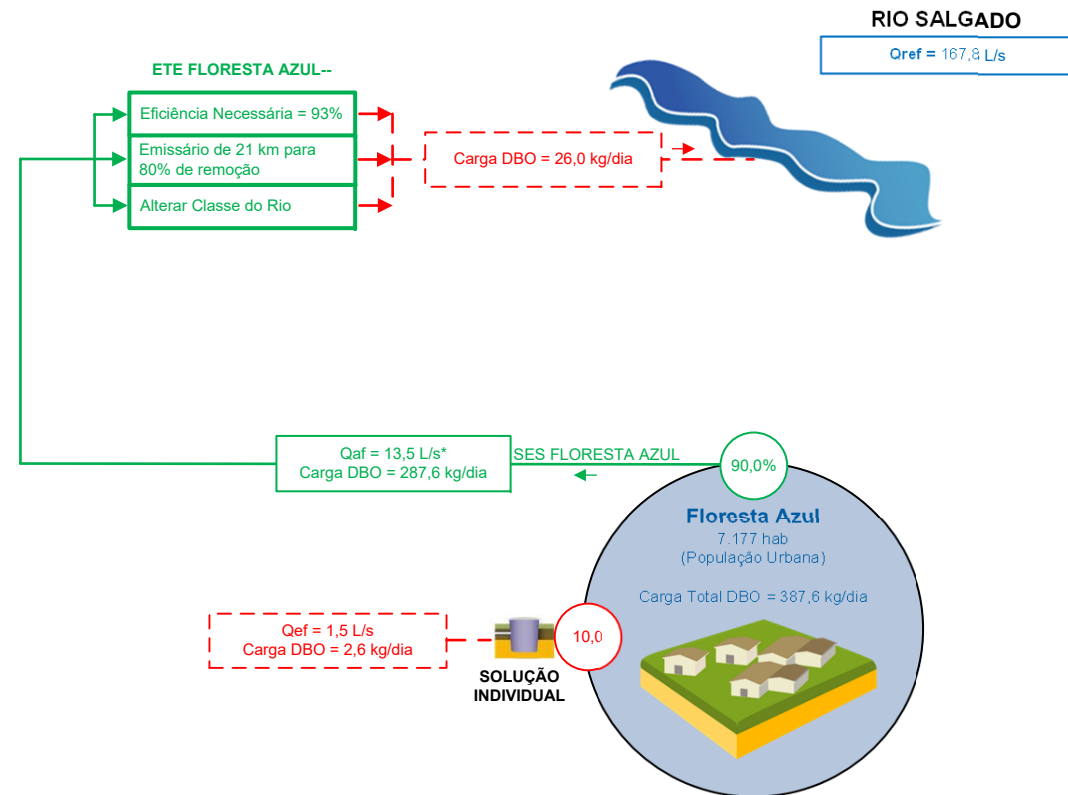 RIO SALGADO
Qref = 167,8 L/s
ETE FLORESTA AZUL--
Eficiência Necessária = 93%
Emissário de 21 km para
80% de remoção
Alterar Classe do Rio
Carga DBO = 26,0 kg/dia
Qaf = 13,5 L/s*
Carga DBO = 287,6 kg/dia
SES FLORESTA AZUL
90,0%
Floresta Azul
7.177 hab
(População Urbana)
Carga Total DBO = 387,6 kg/dia
Qef = 1,5 L/s
Carga DBO = 2,6 kg/dia
10,0
SOLUÇÃO
INDIVIDUAL